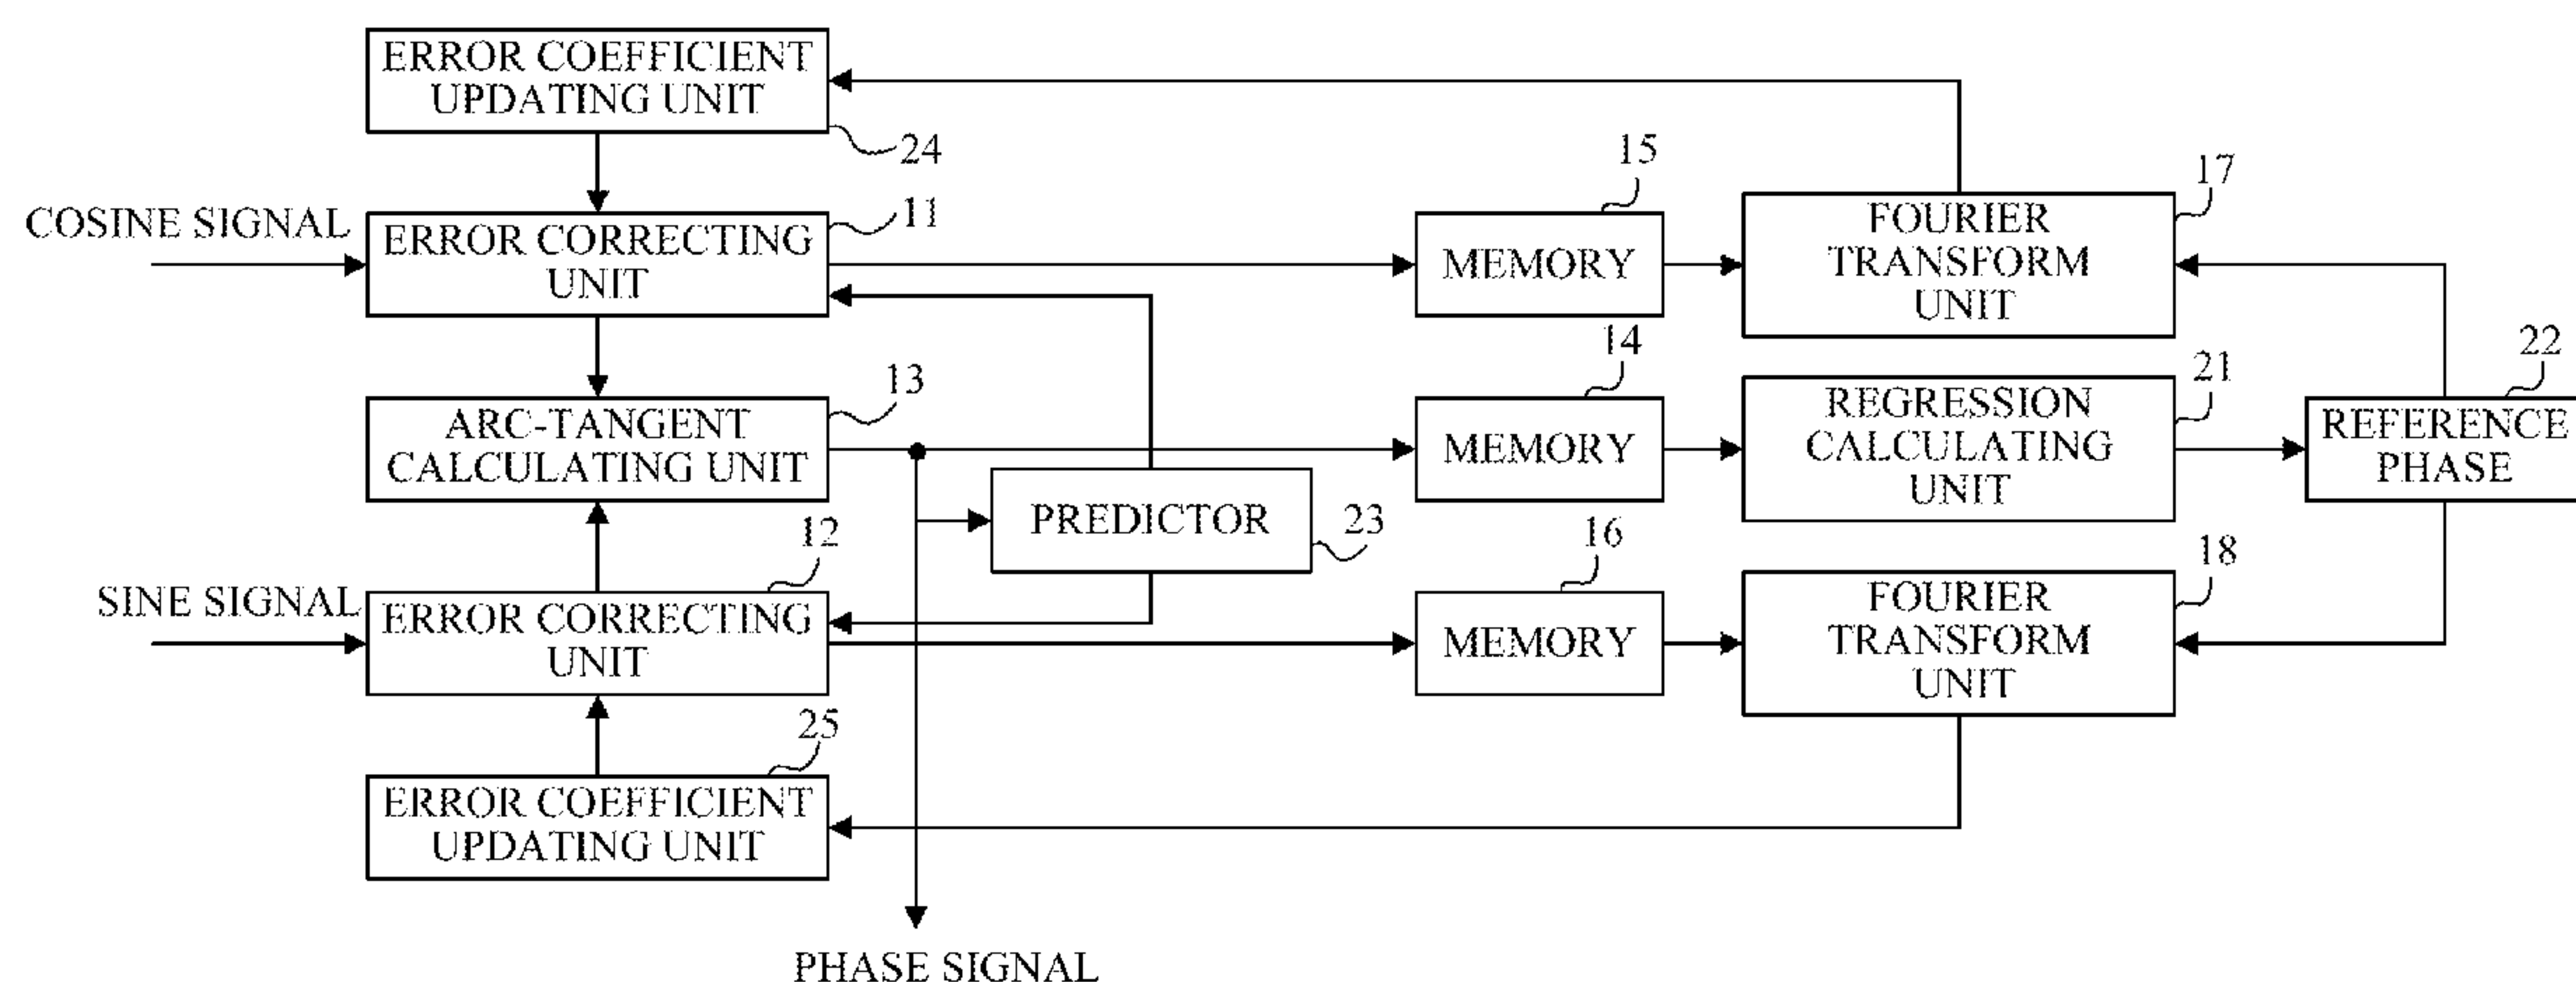 ERROR COEFFICIENT
UPDATING UNIT
24
COSINE SIGNAL
ERROR CORRECTING
UNIT
11
15
MEMORY
17
FOURIER
TRANSFORM
UNIT
13
ARC-TANGENT
CALCULATING UNIT
14
MEMORY
21
REGRESSION
CALCULATING
UNIT
22
REFERENCE
PHASE
PREDICTOR
23
12
SINE SIGNAL
ERROR CORRECTING
UNIT
16
MEMORY
18
FOURIER
TRANSFORM
UNIT
25
ERROR COEFFICIENT
UPDATING UNIT
PHASE SIGNAL